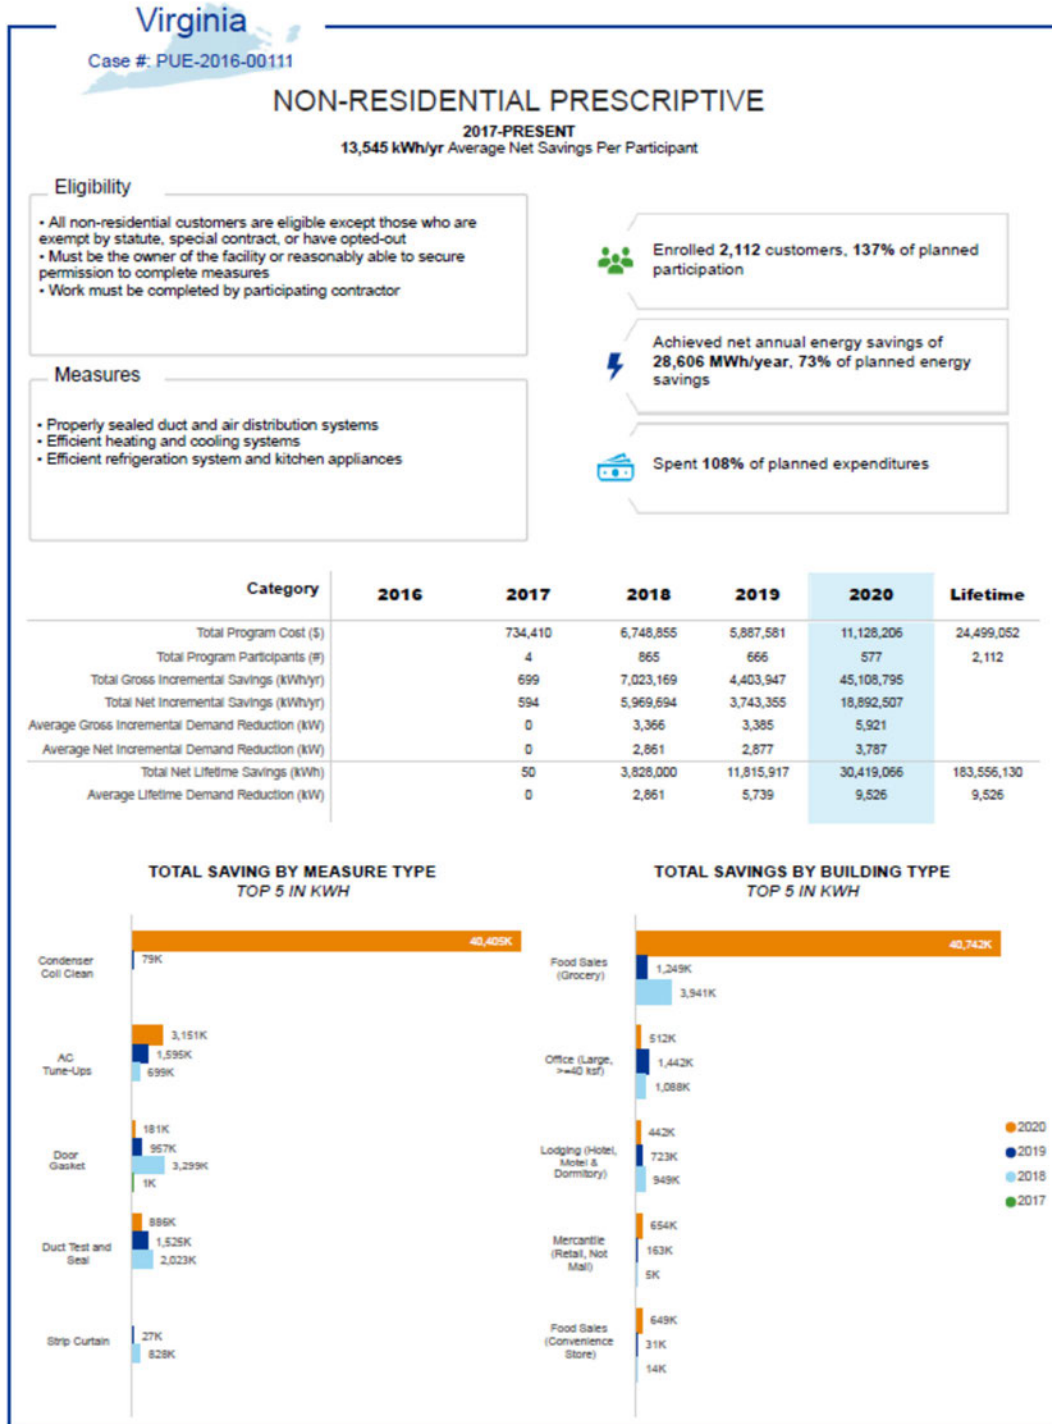 Virginia
Case #: PUE-2016-00111
NON-RESIDENTIAL PRESCRIPTIVE
2017-PRESENT
13,545 kWh/yr Average Net Savings Per Participant
Eligibility
• All non-residential customers are eligible except those who are
exempt by statute, special contract, or have opted-out
• Must be the owner of the facility or reasonably able to secure
permission to complete measures
• Work must be completed by participating contractor
Enrolled 2,112 customers, 137% of planned
participation
Achieved net annual energy savings of
28,606 MWh/year, 73% of planned energy
savings
Spent 108% of planned expenditures
Measures
• Properly sealed duct and air distribution systems
• Efficient heating and cooling systems
• Efficient refrigeration system and kitchen appliances
Category 2016 2017 2018 2019 2020 Lifetime
Total Program Cost ($) 734,410 6,748,855 5,887,581 11,128,206 24,499,052
Total Program Participants (#) 4 865 666 577 2,112
Total Gross Incremental Savings (kWh/yr) 699 7,023,169 4,403,947 45,108,795
Total Net Incremental Savings (kWh/yr) 594 5,969,694 3,743,355 18,892,507
Average Gross Incremental Demand Reduction (kW) 0 3,366 3,385 5,921
Average Net Incremental Demand Reduction (kW) 0 2,861 2,877 3,787
Total Net Lifetime Savings (kWh) 50 3,828,000 11,815,917 30,419,066 183,556,130
Average Lifetime Demand Reduction (kW) 0 2,861 5,739 9,526 9,526
TOTAL SAVING BY MEASURE TYPE
TOP 5 IN KWH
Condenser
Coil Clean
40,405K
79K
AC
Tune-Ups
3,151K
1,595K
699K
Door
Gasket
181K
957K
3,299K
1K
Duct Test and
Seal
886K
1,525K
2,023K
Strip Curtain
27K
828K
TOTAL SAVINGS BY BUILDING TYPE
TOP 5 IN KWH
Food Sales
(Grocery)
40,742K
1,249K
3,941K
Office (Large,
>=40 ksf)
512K
1,442K
1,088K
Lodging (Hotel,
Motel &
Dormitory)
442K
723K
949K
Mercantile
(Retail, Not
Mall)
654K
163K
5K
Food Sales
(Convenience
Store)
649K
31K
14K
2020
2019
2018
2017